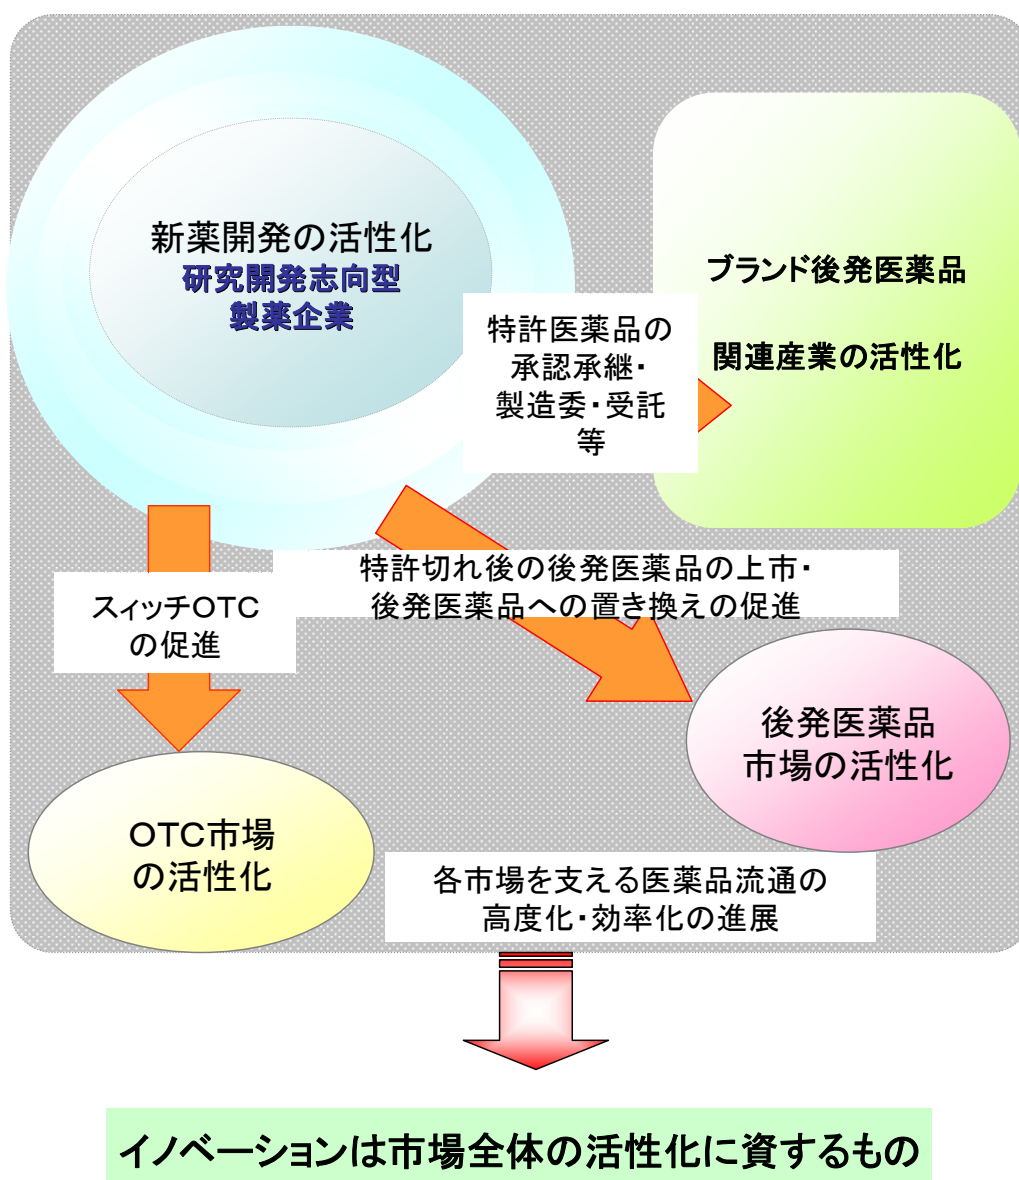 新薬開発の活性化
研究開発志向型
製薬企業
ブランド後発医薬品
関連産業の活性化
特許医薬品の
承認承継・
製造委・受託
等
特許切れ後の後発医薬品の上市・
後発医薬品への置き換えの促進
スィッチOTC
の促進
後発医薬品
市場の活性化
OTC市場
の活性化
各市場を支える医薬品流通の
高度化・効率化の進展
イノベーションは市場全体の活性化に資するもの